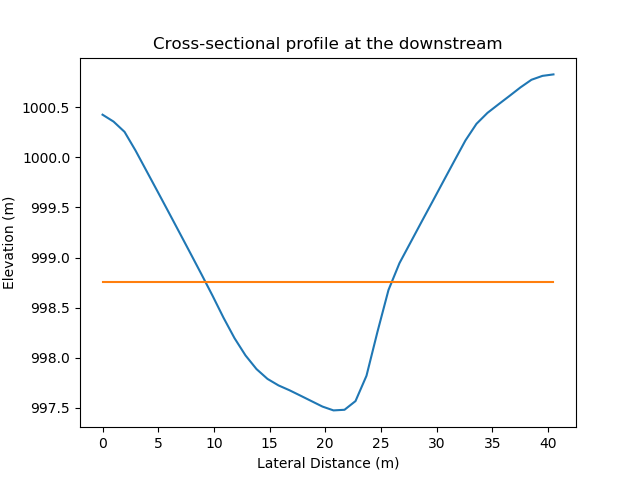 Cross-sectional profile at the downstream
1000.5
1000.0
999.5
999.0
998.5
998.0
997.5
Elevation (m)
0 5 10 15 20 25 30 35 40
Lateral Distance (m)